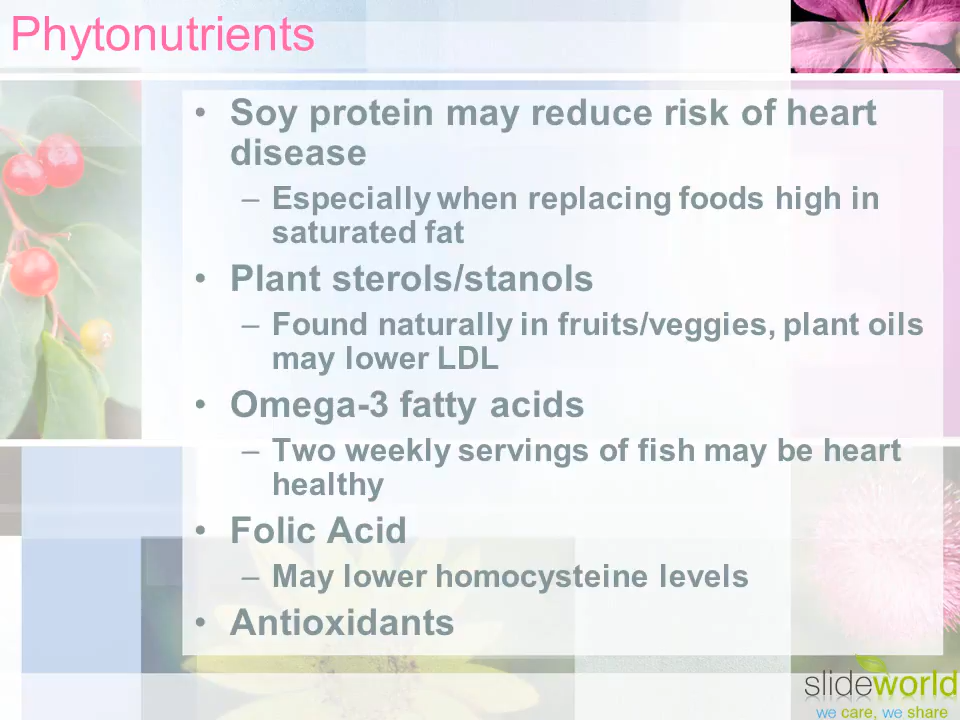 Phytonutrients
• Soy protein may reduce risk of heart
disease
– Especially when replacing foods high in
saturated fat
• Plant sterols/stanols
– Found naturally in fruits/veggies, plant oils
may lower LDL
• Omega-3 fatty acids
– Two weekly servings of fish may be heart
healthy
• Folic Acid
– May lower homocysteine levels
• Antioxidants
slideworld
we care, we share